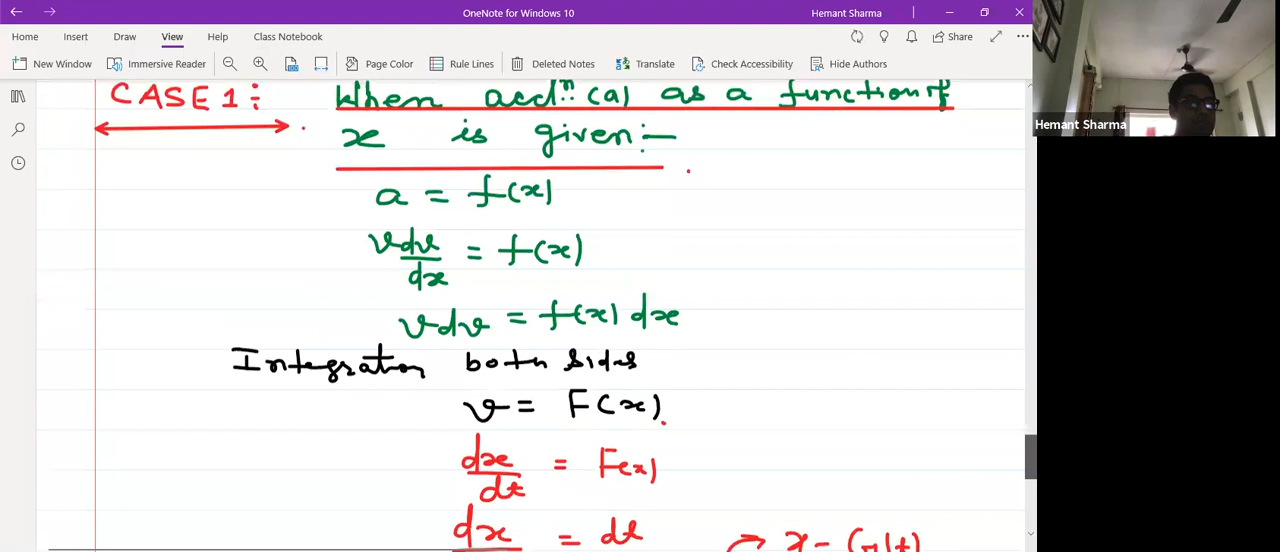 OneNote for Windows 10
Hemant Sharma
Home Insert Draw View Help Class Notebook
Share
New Window Immersive Reader Page Color Rule Lines Deleted Notes Translate Check Accessibility Hide Authors
Hemant Sharma
CASE 1 :
When accⁿ (a) as a function of
x is given :-
a = f(x)
v dv/dx = f(x)
v dv = f(x) dx
Integration both sides
v = F(x)
dx/dt = F(x)
dx = dt
x = G(t)